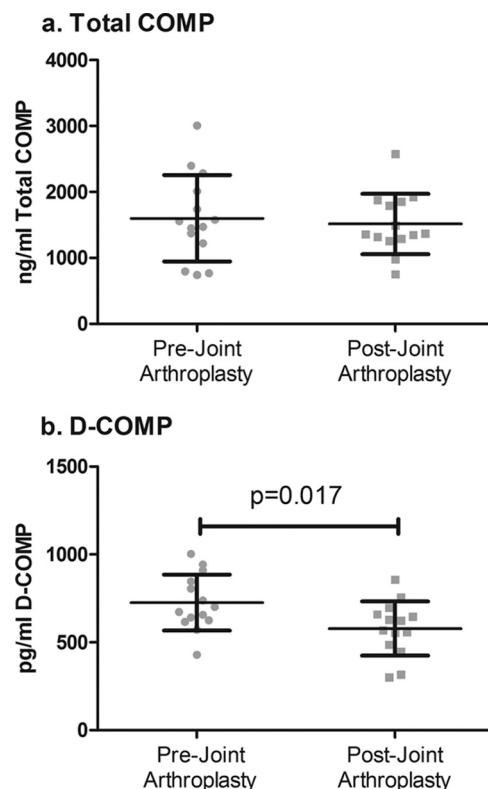 a. Total COMP
ng/ml Total COMP
4000
3000
2000
1000
0
Pre-Joint
Arthroplasty
Post-Joint
Arthroplasty
b. D-COMP
pg/ml D-COMP
1500
1000
500
0
p=0.017
Pre-Joint
Arthroplasty
Post-Joint
Arthroplasty